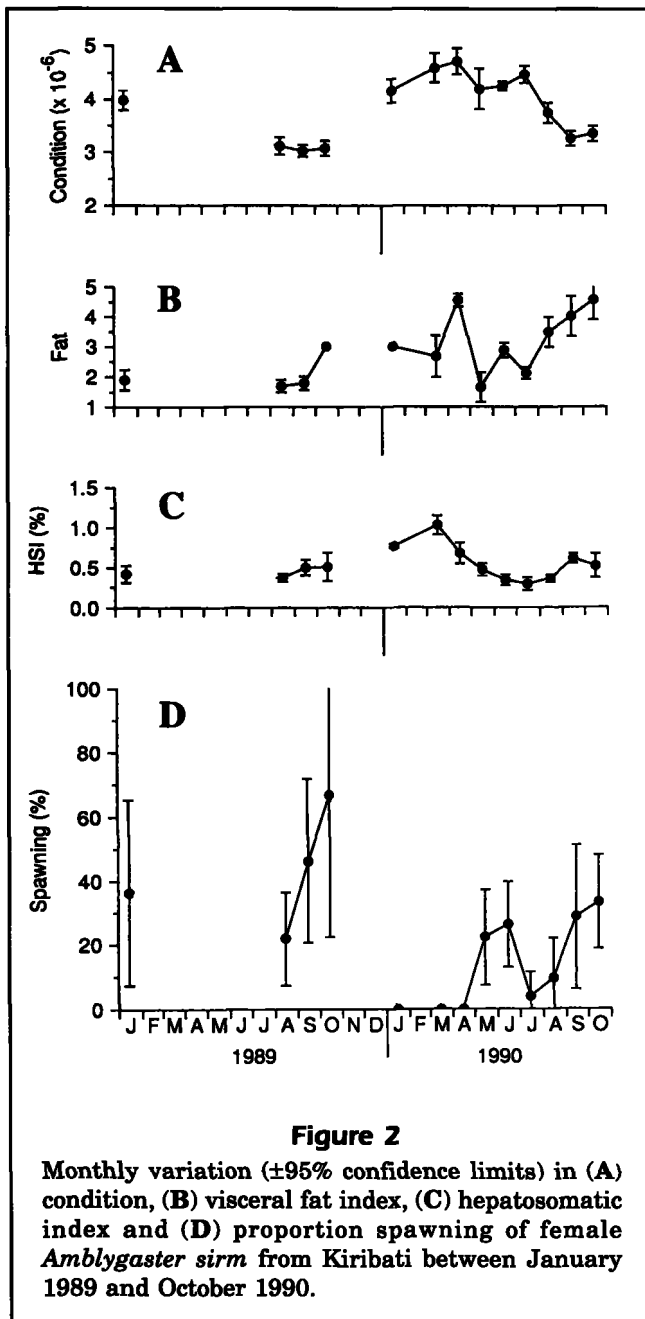 A
Condition (x 10-6)
5
4
3
2
B
Fat
5
4
3
2
1
C
HSI (%)
1.5
1.0
0.5
0.0
D
Spawning (%)
100
80
60
40
20
0
J F M A M J J A S O N D J F M A M J J A S O
1989 1990
Figure 2
Monthly variation (±95% confidence limits) in (A)
condition, (B) visceral fat index, (C) hepatosomatic
index and (D) proportion spawning of female
Amblygaster sirm from Kiribati between January
1989 and October 1990.